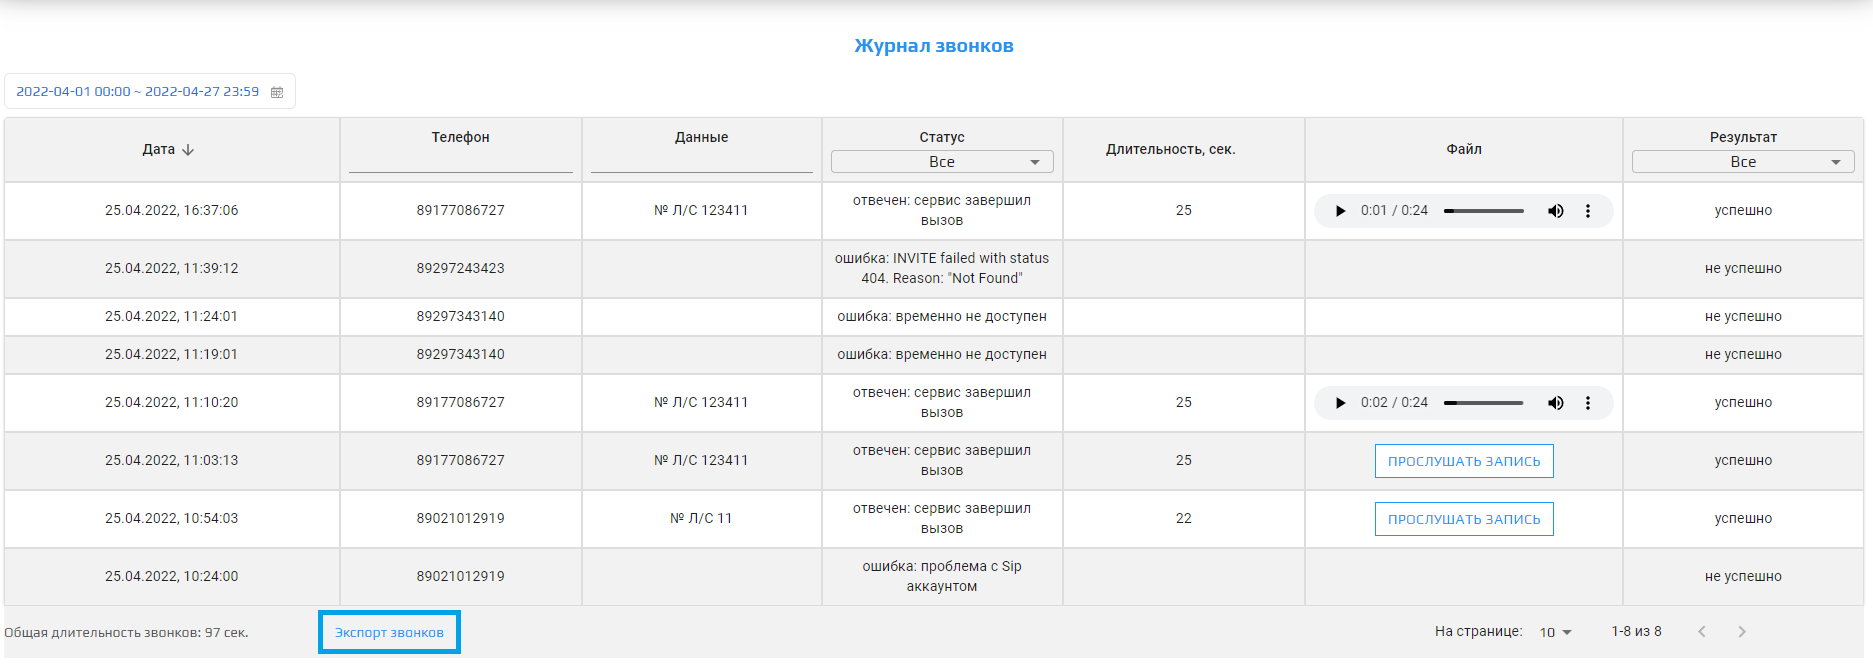 Журнал звонков
2022-04-01 00:00 ~ 2022-04-27 23:59
Дата Телефон Данные Статус Длительность, сек. Файл Результат
Все Все
25.04.2022, 16:37:06 89177086727 № Л/С 123411 отвечен: сервис завершил 25 0:01 / 0:24 успешно
вызов
25.04.2022, 11:39:12 89297243423 ошибка: INVITE failed with status не успешно
404. Reason: "Not Found"
25.04.2022, 11:24:01 89297343140 ошибка: временно не доступен не успешно
25.04.2022, 11:19:01 89297343140 ошибка: временно не доступен не успешно
25.04.2022, 11:10:20 89177086727 № Л/С 123411 отвечен: сервис завершил 25 0:02 / 0:24 успешно
вызов
25.04.2022, 11:03:13 89177086727 № Л/С 123411 отвечен: сервис завершил 25 ПРОСЛУШАТЬ ЗАПИСЬ успешно
вызов
25.04.2022, 10:54:03 89021012919 № Л/С 11 отвечен: сервис завершил 22 ПРОСЛУШАТЬ ЗАПИСЬ успешно
вызов
25.04.2022, 10:24:00 89021012919 ошибка: проблема с Sip не успешно
аккаунтом
Общая длительность звонков: 97 сек. Экспорт звонков На странице: 10 1-8 из 8